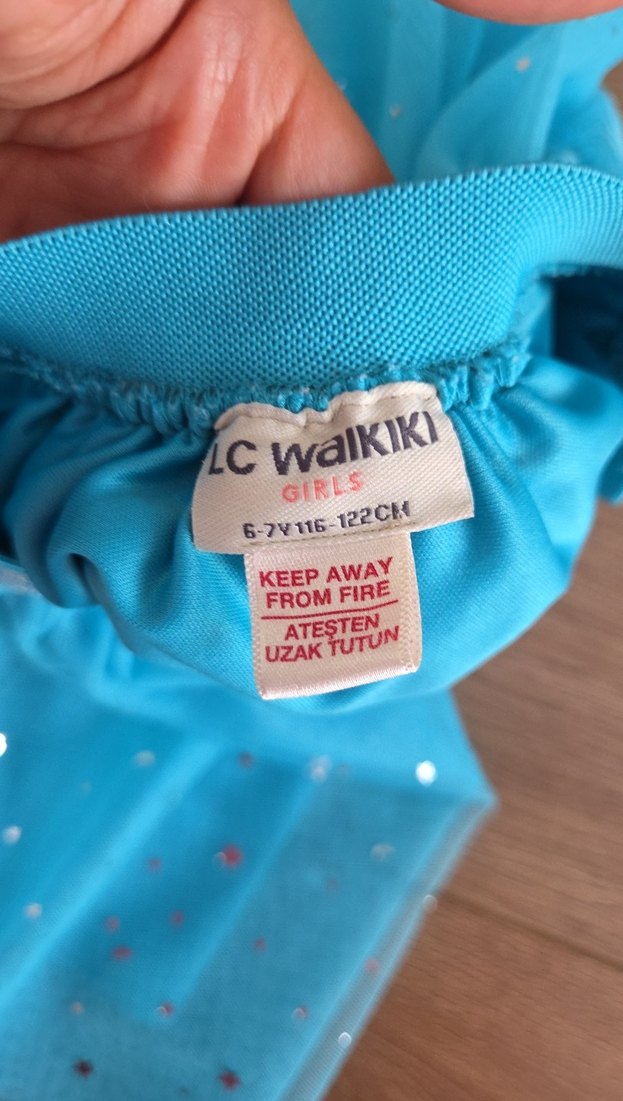 LC WaiKiKi
GIRLS
6-7Y 116-122CM
KEEP AWAY
FROM FIRE
ATEŞTEN
UZAK TUTUN